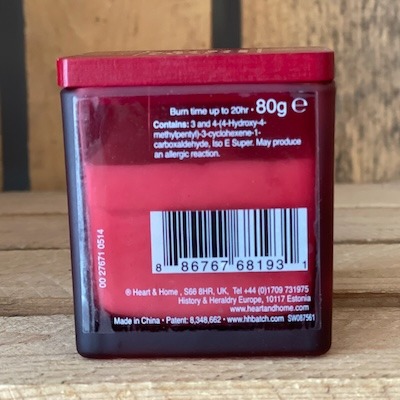 Burn time up to 20hr · 80g ℮
Contains: 3 and 4-(4-Hydroxy-4-
methylpentyl)-3-cyclohexene-1-
carboxaldehyde, Iso E Super. May produce
an allergic reaction.
8 86767 68193 1
00 27671 0514
® Heart & Home , S66 8HR, UK, Tel +44 (0)1709 731975
History & Heraldry Europe, 10117 Estonia
www.heartandhome.com
Made in China · Patent: 8,348,662 · www.hhbatch.com SW087561